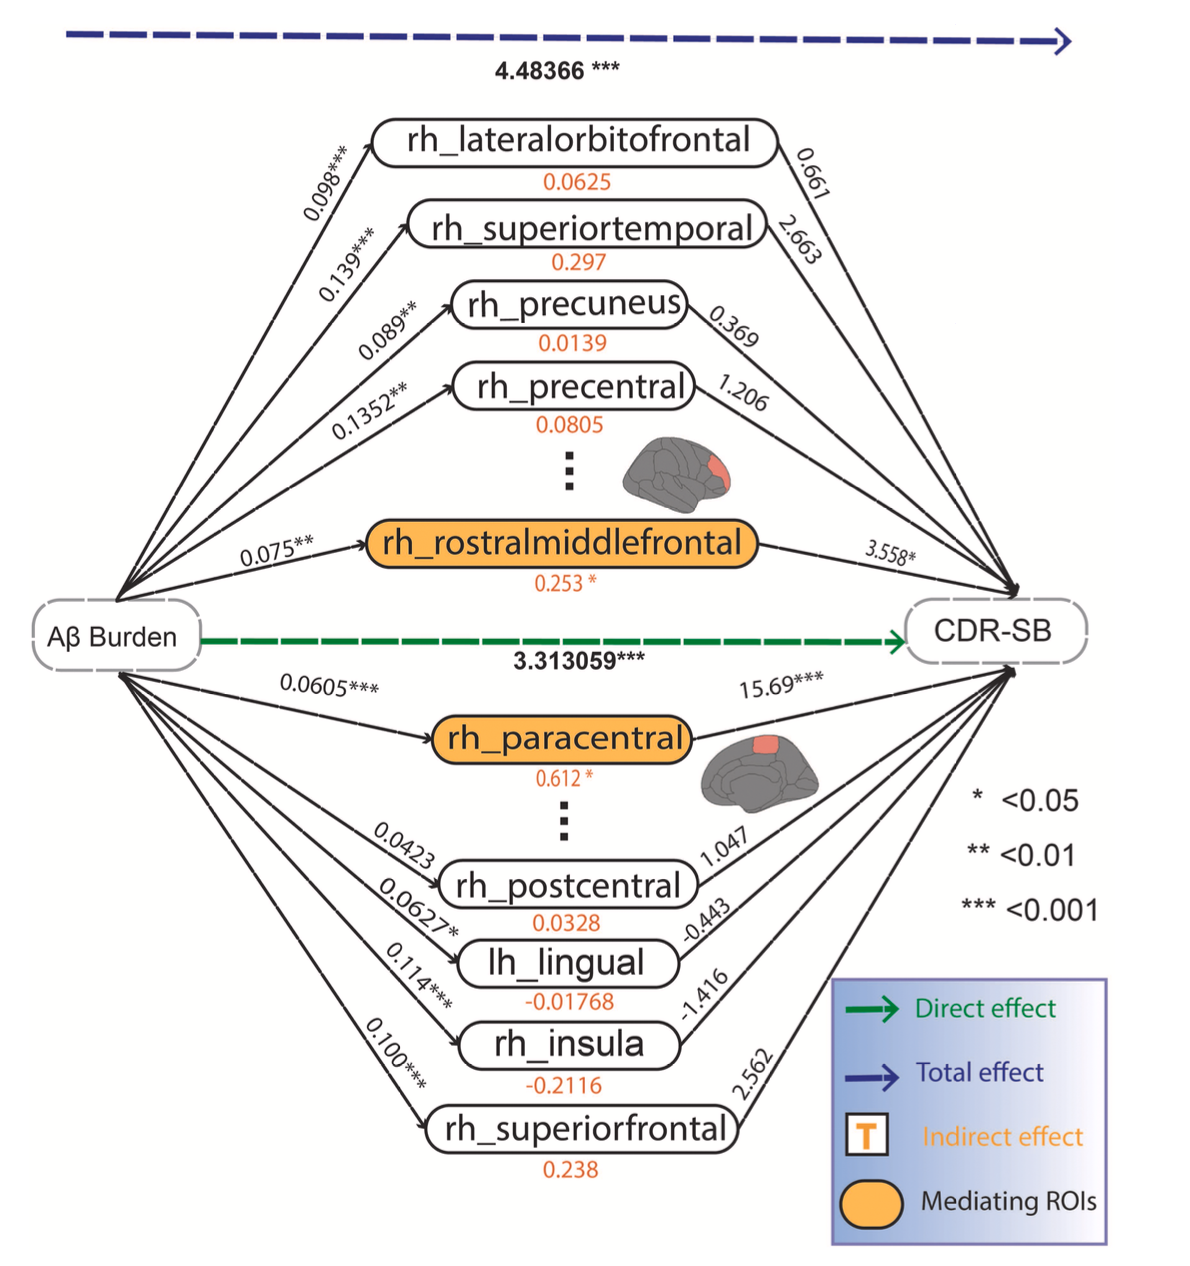 4.48366 ***
rh_lateralorbitofrontal
0.098***
0.0625
0.661
rh_superiortemporal
0.139***
0.297
2.663
rh_precuneus
0.089**
0.0139
0.369
rh_precentral
0.1352**
0.0805
1.206
rh_rostralmiddlefrontal
0.075**
0.253 *
3.558*
Aβ Burden
CDR-SB
3.313059***
0.0605***
15.69***
rh_paracentral
0.612 *
0.0423
1.047
rh_postcentral
0.0328
0.0627*
-0.443
lh_lingual
-0.01768
0.114***
-1.416
rh_insula
-0.2116
0.100***
2.562
rh_superiorfrontal
0.238
* <0.05
** <0.01
*** <0.001
Direct effect
Total effect
T Indirect effect
Mediating ROIs